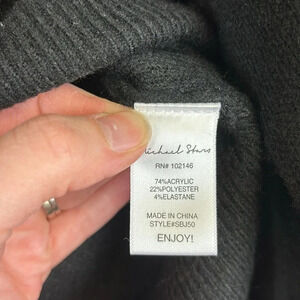 Michael Stars
RN# 102146
74%ACRYLIC
22%POLYESTER
4%ELASTANE
MADE IN CHINA
STYLE#SBJ50
ENJOY!